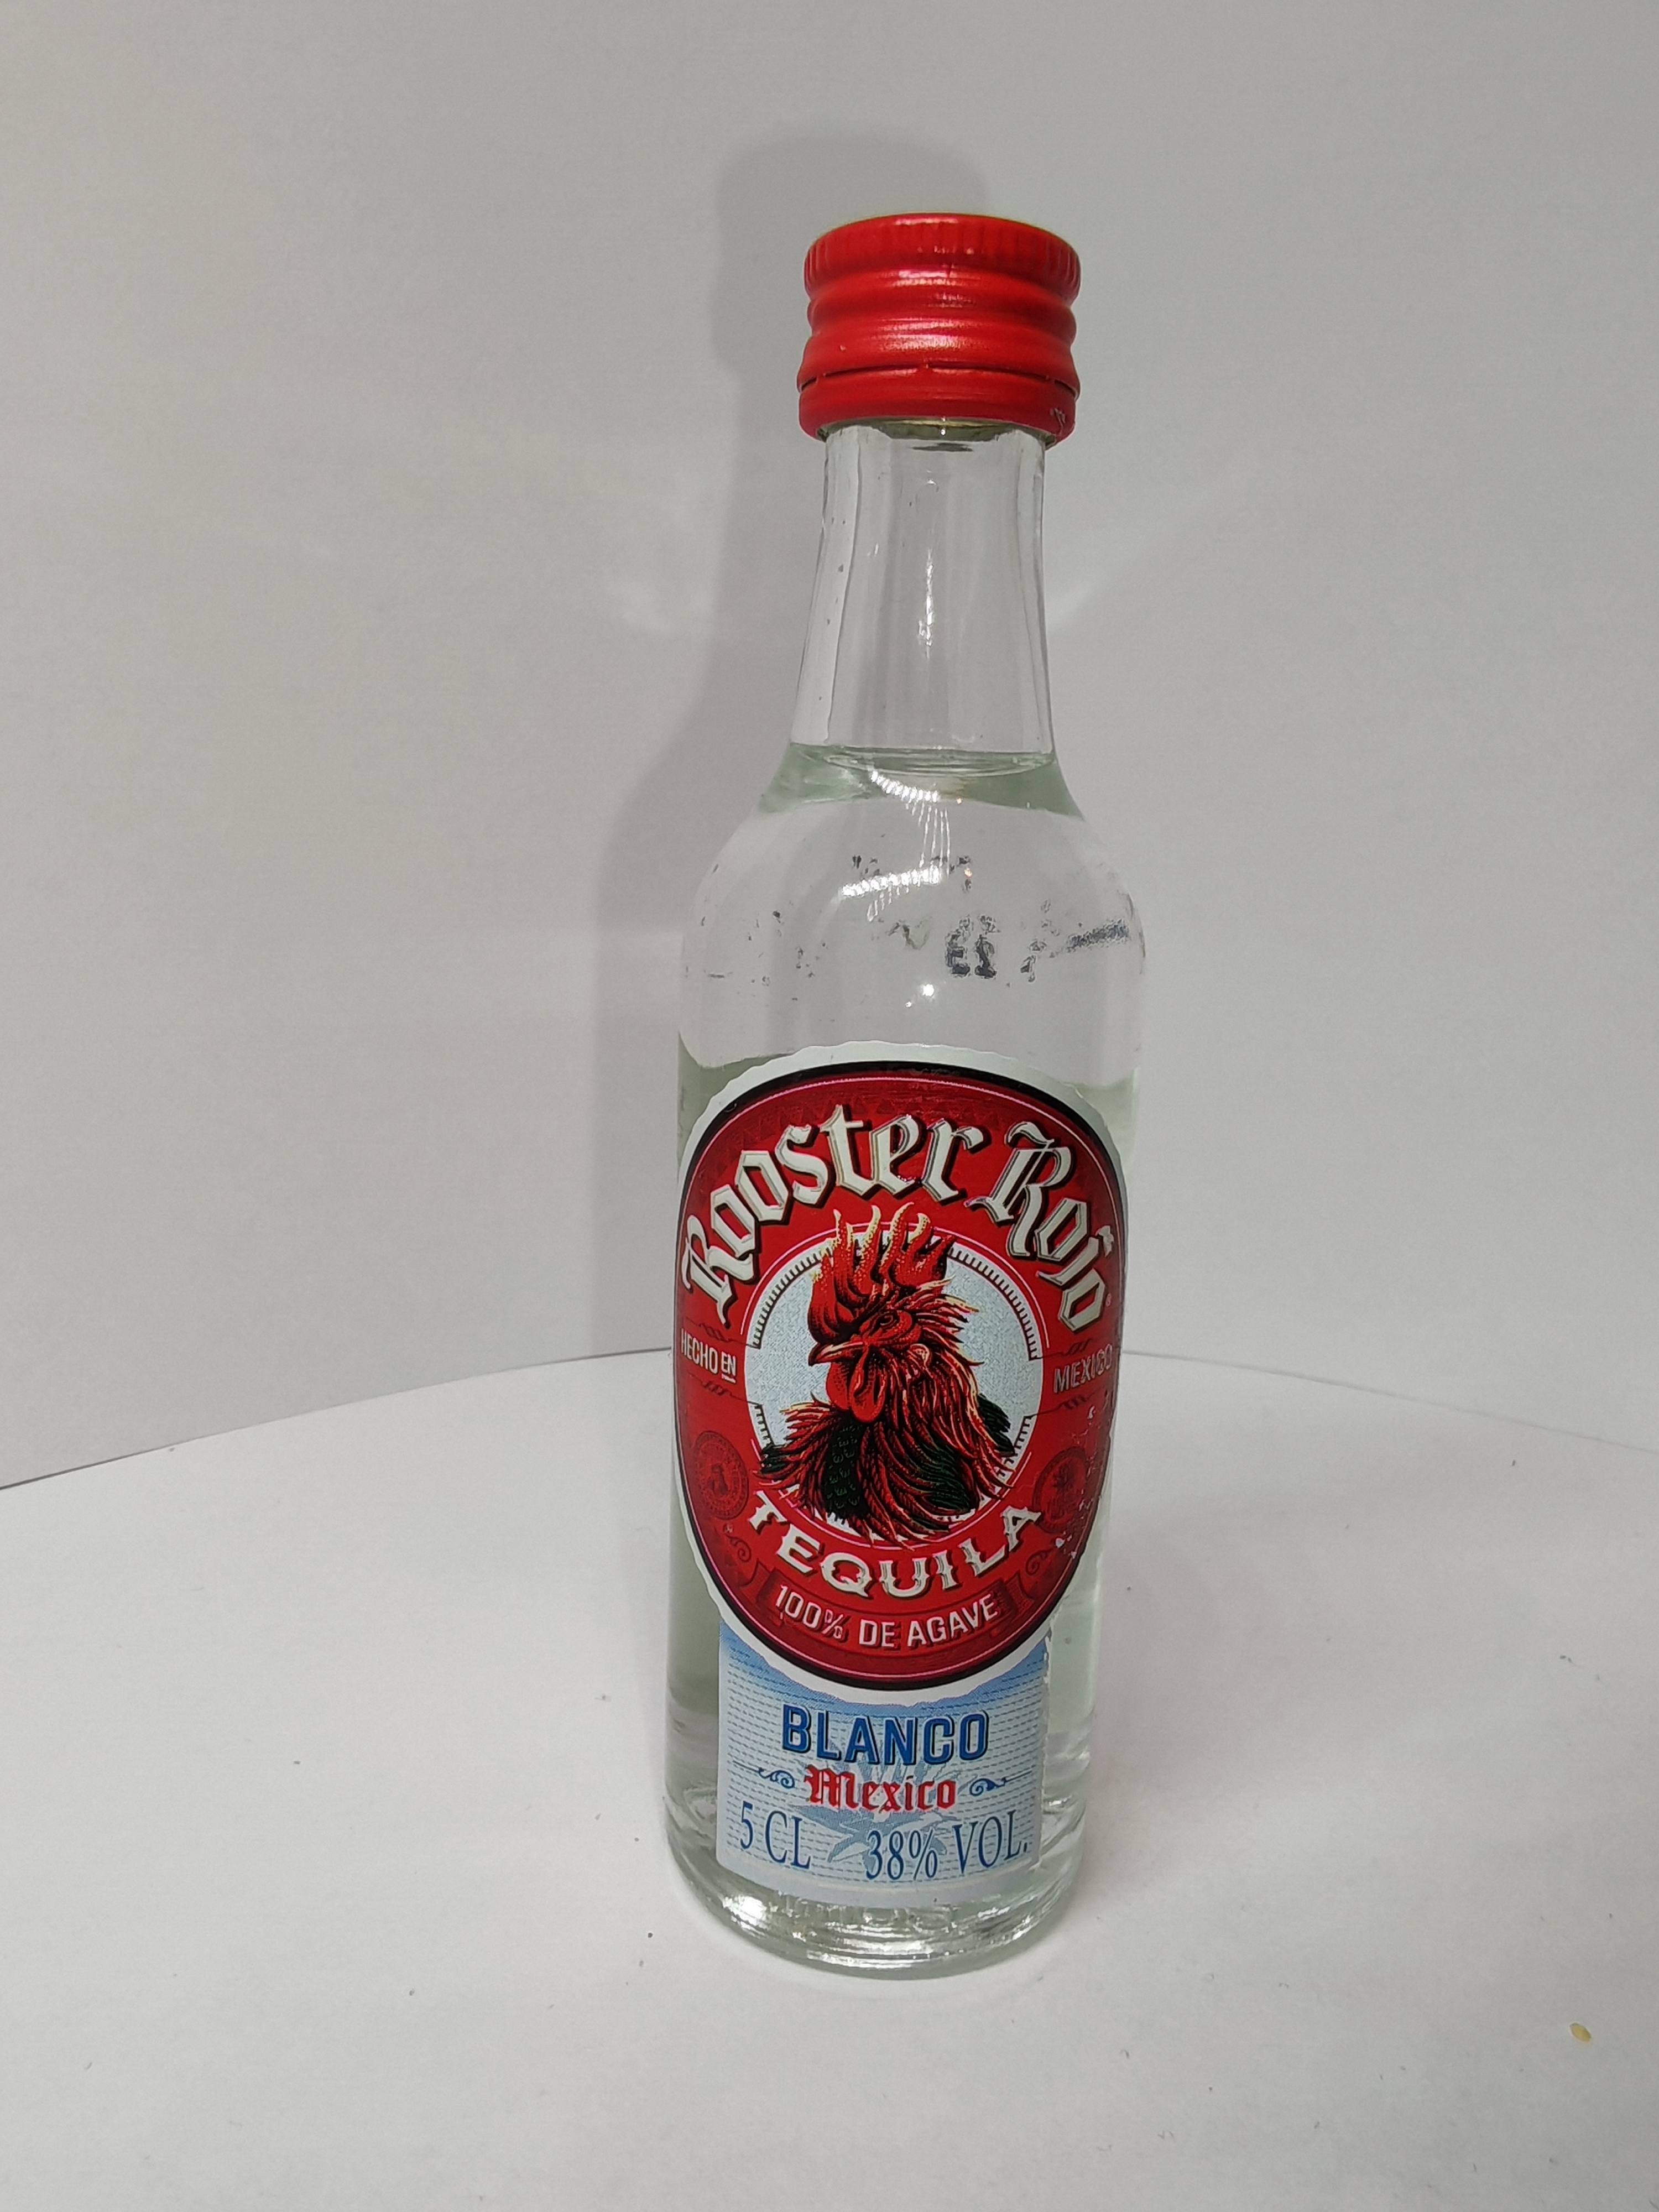 Rooster Rojo
HECHO EN MEXICO
TEQUILA
100% DE AGAVE
BLANCO
Mexico
5 CL 38% VOL.